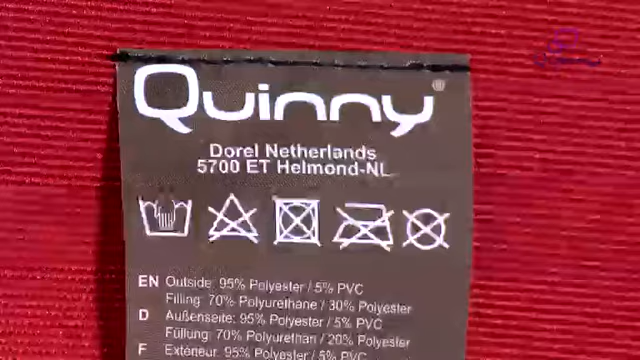 Quinny®
Dorel Netherlands
5700 ET Helmond-NL
EN Outside: 95% Polyester / 5% PVC
Filling: 70% Polyurethane / 30% Polyester
D Außenseite: 95% Polyester / 5% PVC
Füllung: 70% Polyurethan / 20% Polyester
F Extérieur: 95% Polyester / 5% PVC